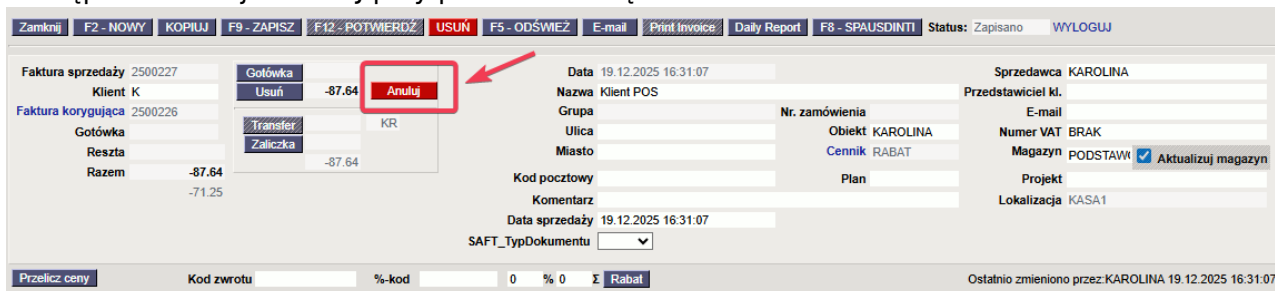 Zamknij F2 - NOWY KOPIUJ F9 - ZAPISZ F12 - POTWIERDŹ USUŃ F5 - ODŚWIEŻ E-mail Print Invoice Daily Report F8 - SPAUSDINTI Status: Zapisano WYLOGUJ
Faktura sprzedaży 2500227 Gotówka Data 19.12.2025 16:31:07 Sprzedawca KAROLINA
Klient K Usuń -87.64 Anuluj Nazwa Klient POS Przedstawiciel kl.
Faktura korygująca 2500226 Transfer KR Grupa Nr. zamówienia E-mail
Gotówka Zaliczka Ulica Obiekt KAROLINA Numer VAT BRAK
Reszta -87.64 Miasto Cennik RABAT Magazyn PODSTAW Aktualizuj magazyn
Razem -87.64 Kod pocztowy Plan Projekt
-71.25 Komentarz Lokalizacja KASA1
Data sprzedaży 19.12.2025 16:31:07
SAFT_TypDokumentu
Przelicz ceny Kod zwrotu %-kod 0 % 0 Σ Rabat Ostatnio zmieniono przez:KAROLINA 19.12.2025 16:31:07